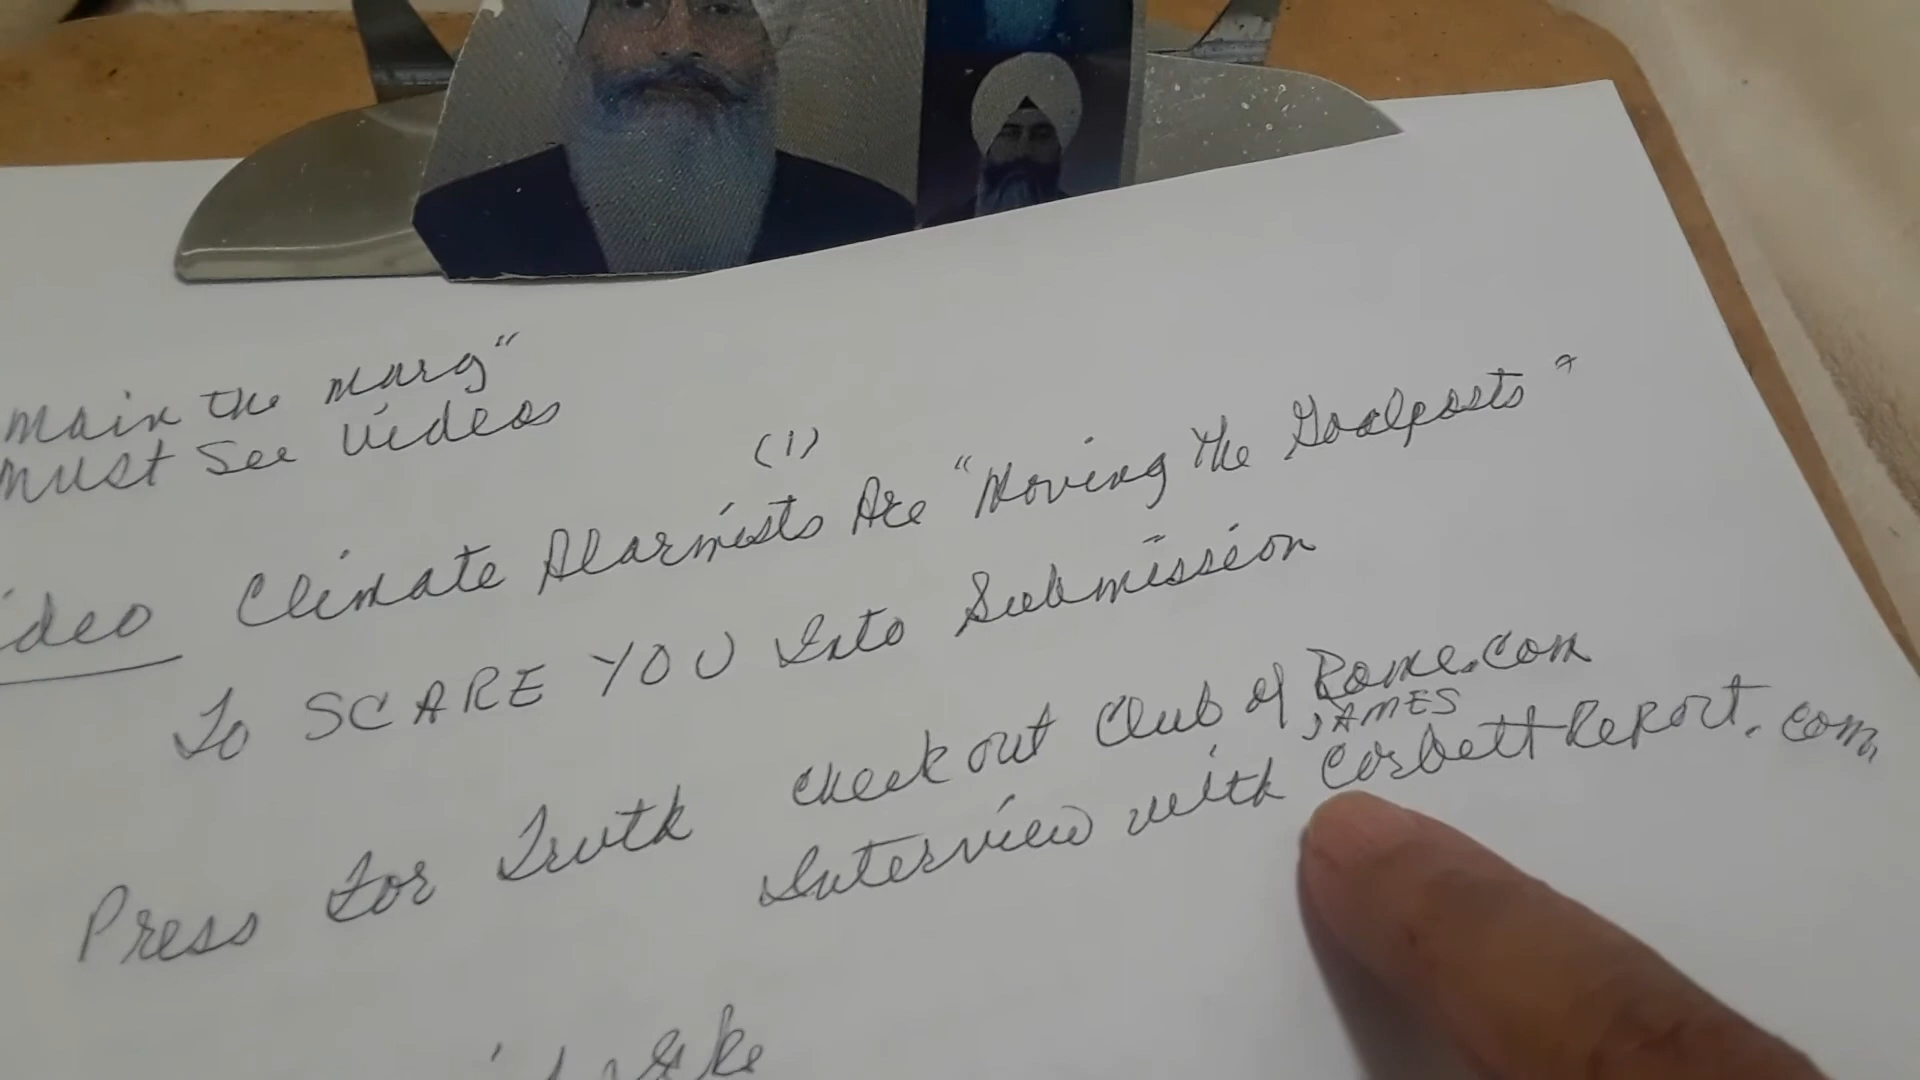 Main the Marg"
Must See Videos
(1)
ideo Climate Alarmists Are "Moving The Goalposts"
To SCARE YOU Into Submission
Press For Truth Check out Club of Rome.com
JAMES
Interview with CorbettReport.com